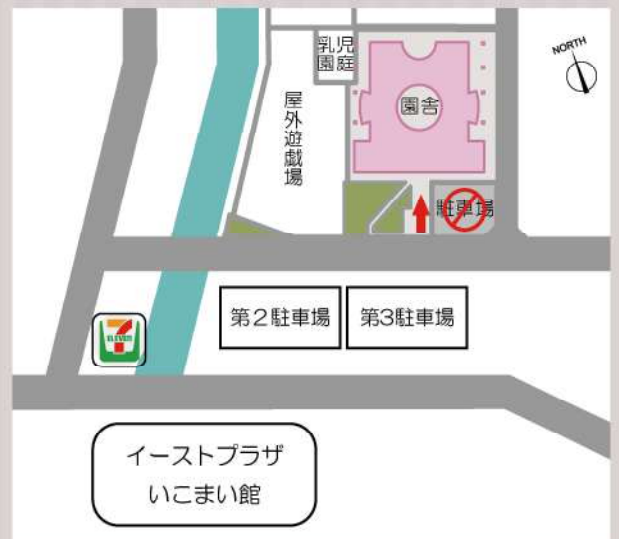 乳児
園庭
NORTH
園舎
屋外遊戯場
駐車場
第2駐車場
第3駐車場
7
ELEVEN
イーストプラザ
いこまい館